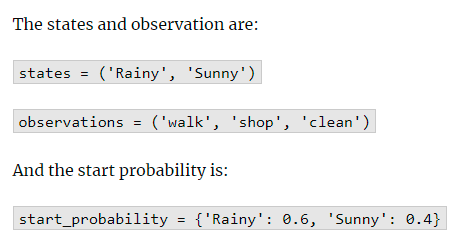 The states and observation are:
states = ('Rainy', 'Sunny')
observations = ('walk', 'shop', 'clean')
And the start probability is:
start_probability = {'Rainy': 0.6, 'Sunny': 0.4}